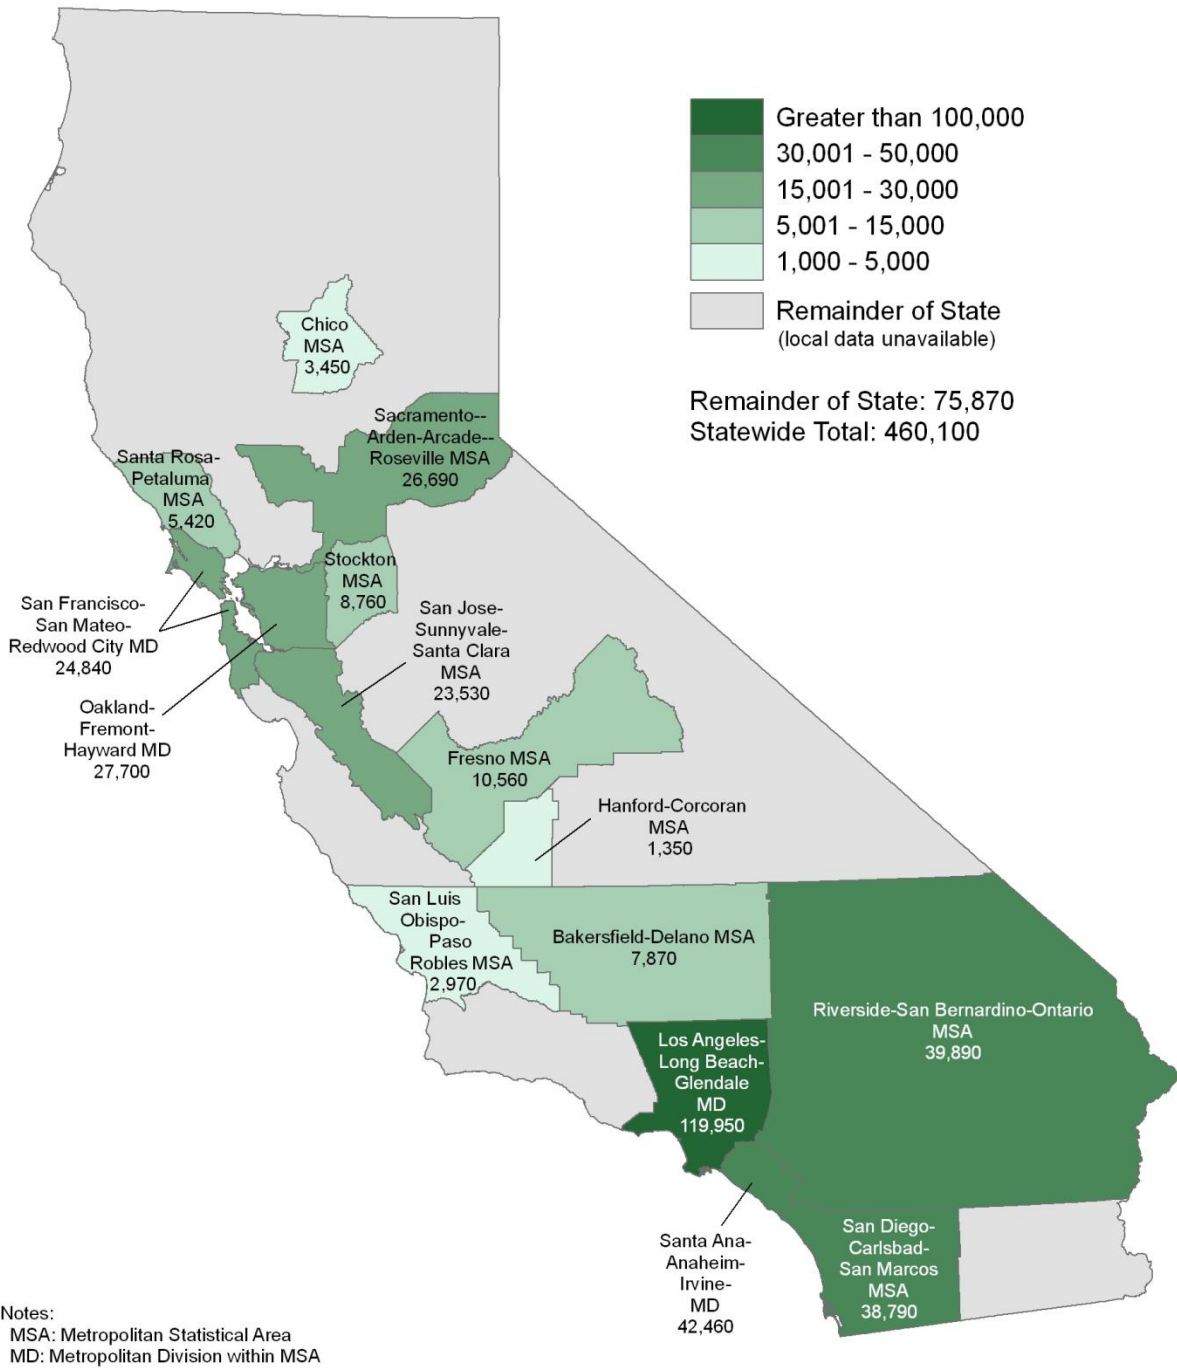 Greater than 100,000
30,001 - 50,000
15,001 - 30,000
5,001 - 15,000
1,000 - 5,000
Remainder of State
(local data unavailable)
Remainder of State: 75,870
Statewide Total: 460,100
Chico
MSA
3,450
Sacramento--
Arden-Arcade--
Roseville MSA
26,690
Santa Rosa-
Petaluma
MSA
5,420
Stockton
MSA
8,760
San Francisco-
San Mateo-
Redwood City MD
24,840
San Jose-
Sunnyvale-
Santa Clara
MSA
23,530
Oakland-
Fremont-
Hayward MD
27,700
Fresno MSA
10,560
Hanford-Corcoran
MSA
1,350
San Luis
Obispo-
Paso
Robles MSA
2,970
Bakersfield-Delano MSA
7,870
Riverside-San Bernardino-Ontario
MSA
39,890
Los Angeles-
Long Beach-
Glendale
MD
119,950
Santa Ana-
Anaheim-
Irvine-
MD
42,460
San Diego-
Carlsbad-
San Marcos
MSA
38,790
Notes:
MSA: Metropolitan Statistical Area
MD: Metropolitan Division within MSA